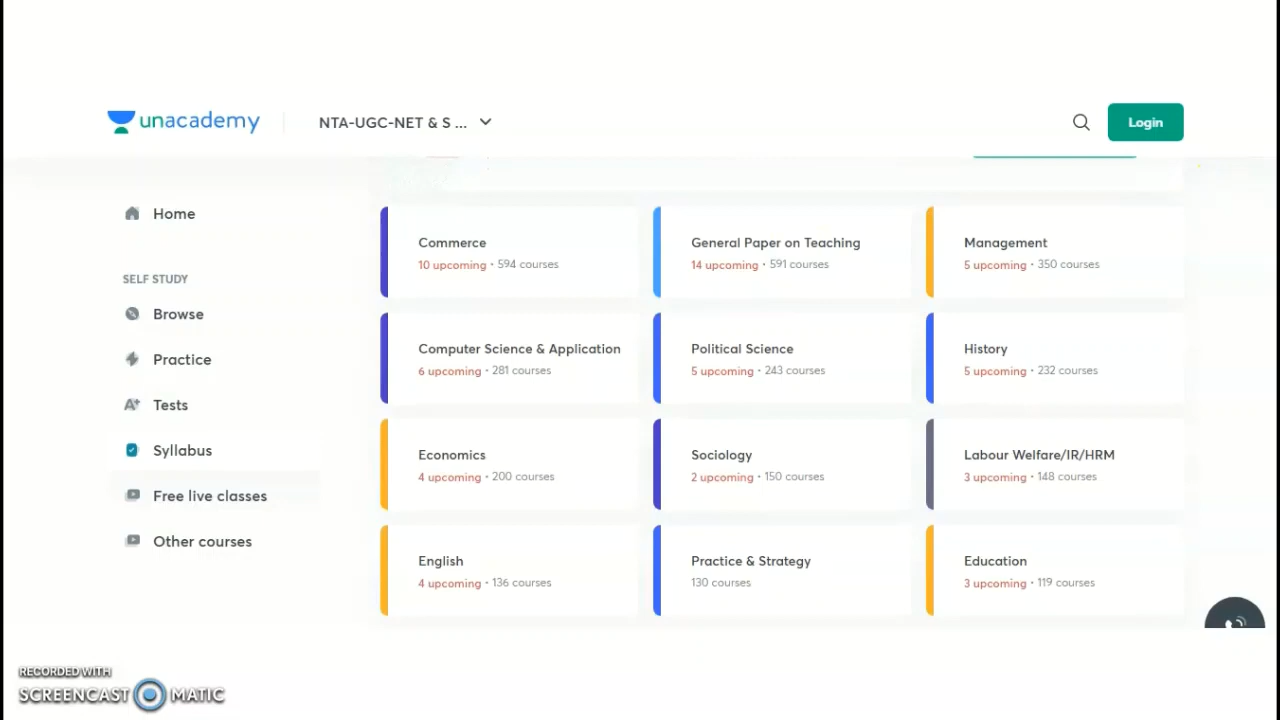 unacademy
NTA-UGC-NET & S ...
Login
Home
SELF STUDY
Browse
Practice
Tests
Syllabus
Free live classes
Other courses
Commerce
10 upcoming • 594 courses
General Paper on Teaching
14 upcoming • 591 courses
Management
5 upcoming • 350 courses
Computer Science & Application
6 upcoming • 281 courses
Political Science
5 upcoming • 243 courses
History
5 upcoming • 232 courses
Economics
4 upcoming • 200 courses
Sociology
2 upcoming • 150 courses
Labour Welfare/IR/HRM
3 upcoming • 148 courses
English
4 upcoming • 136 courses
Practice & Strategy
130 courses
Education
3 upcoming • 119 courses
RECORDED WITH
SCREENCAST MATIC